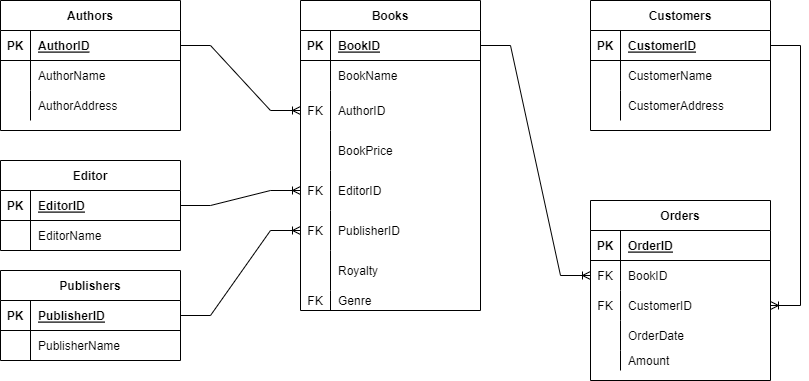 Authors
PK AuthorID
AuthorName
AuthorAddress
Editor
PK EditorID
EditorName
Publishers
PK PublisherID
PublisherName
Books
PK BookID
BookName
FK AuthorID
BookPrice
FK EditorID
FK PublisherID
Royalty
FK Genre
Customers
PK CustomerID
CustomerName
CustomerAddress
Orders
PK OrderID
FK BookID
FK CustomerID
OrderDate
Amount